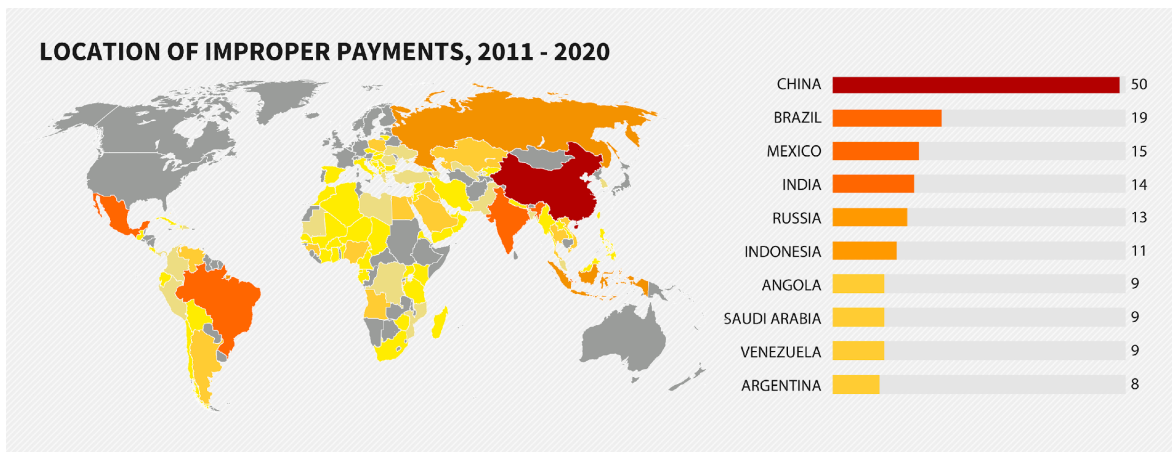 LOCATION OF IMPROPER PAYMENTS, 2011 - 2020
CHINA 50
BRAZIL 19
MEXICO 15
INDIA 14
RUSSIA 13
INDONESIA 11
ANGOLA 9
SAUDI ARABIA 9
VENEZUELA 9
ARGENTINA 8